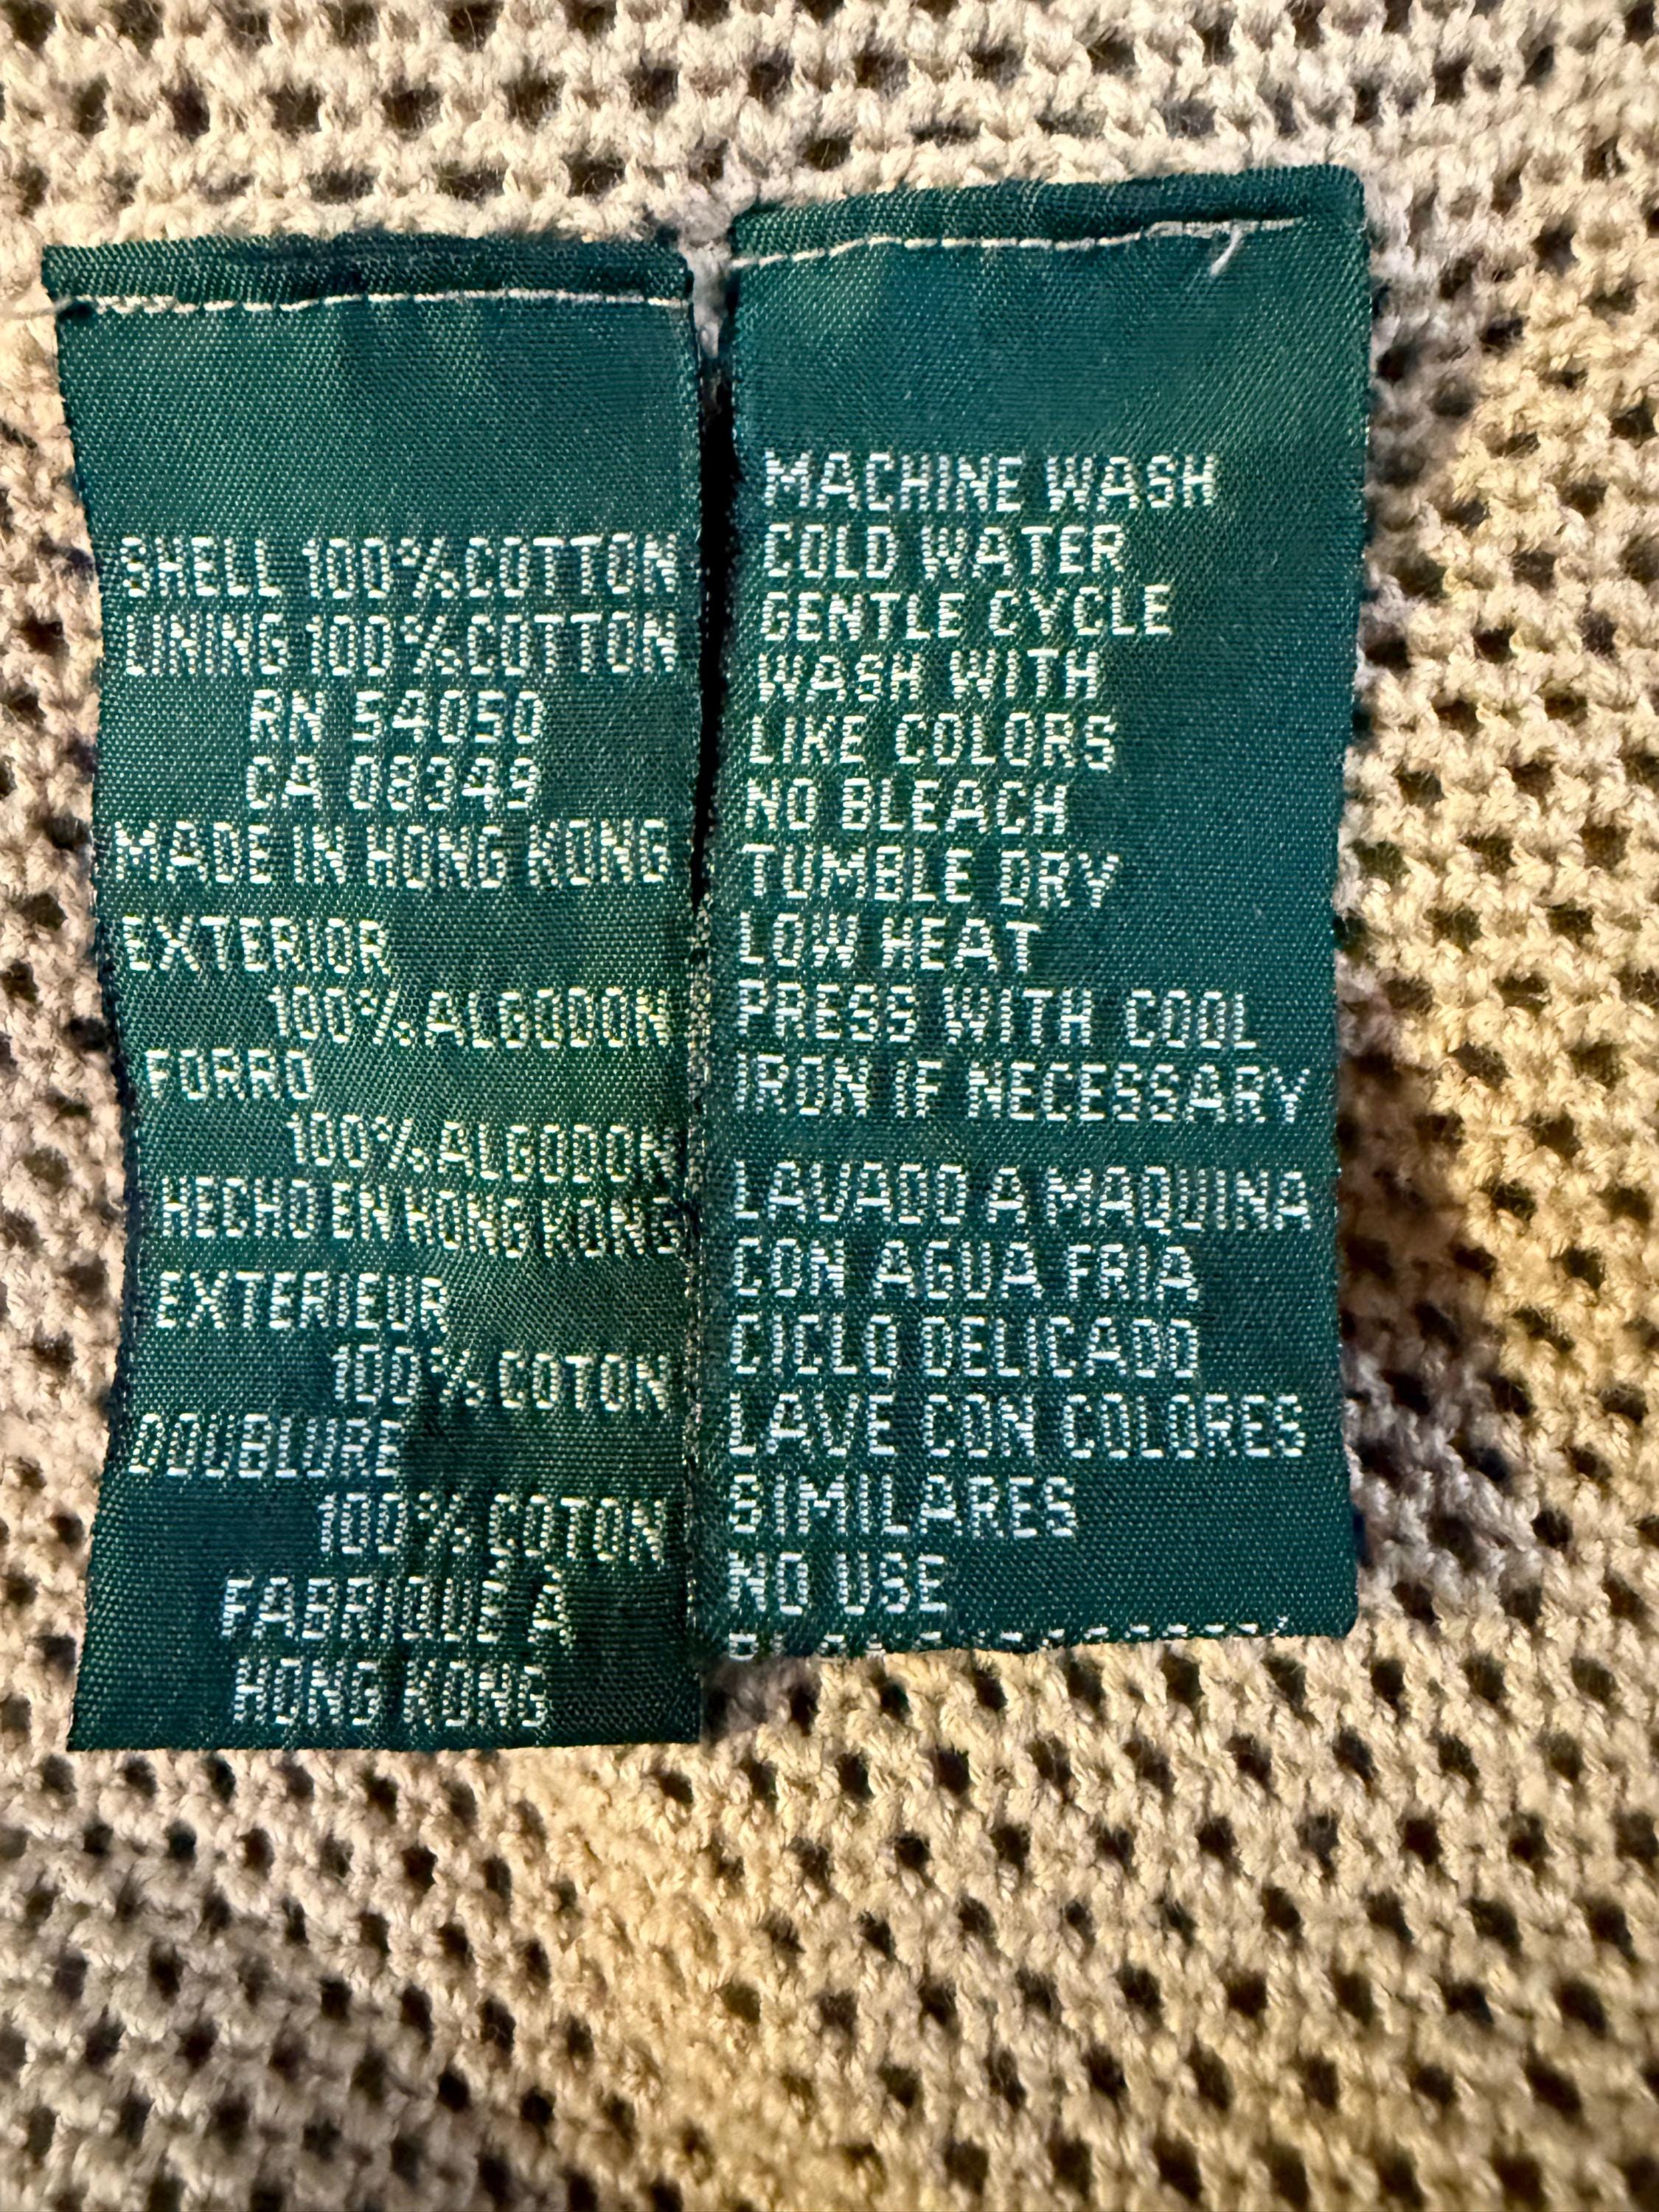 SHELL 100% COTTON
LINING 100% COTTON
RN 54050
CA 08349
MADE IN HONG KONG
EXTERIOR
100% ALGODON
FORRO
100% ALGODON
HECHO EN HONG KONG
EXTERIEUR
100% COTON
DOUBLURE
100% COTON
FABRIQUÉ À
HONG KONG
MACHINE WASH
COLD WATER
GENTLE CYCLE
WASH WITH
LIKE COLORS
NO BLEACH
TUMBLE DRY
LOW HEAT
PRESS WITH COOL
IRON IF NECESSARY
LAVADO A MAQUINA
CON AGUA FRIA
CICLO DELICADO
LAVE CON COLORES
SIMILARES
NO USE